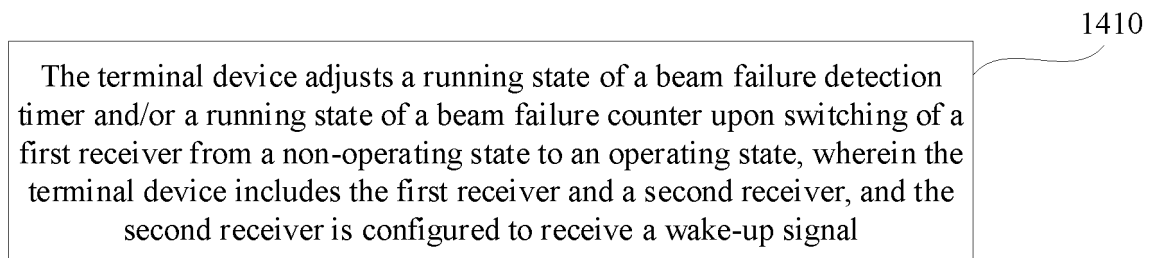 1410
The terminal device adjusts a running state of a beam failure detection
timer and/or a running state of a beam failure counter upon switching of a
first receiver from a non-operating state to an operating state, wherein the
terminal device includes the first receiver and a second receiver, and the
second receiver is configured to receive a wake-up signal